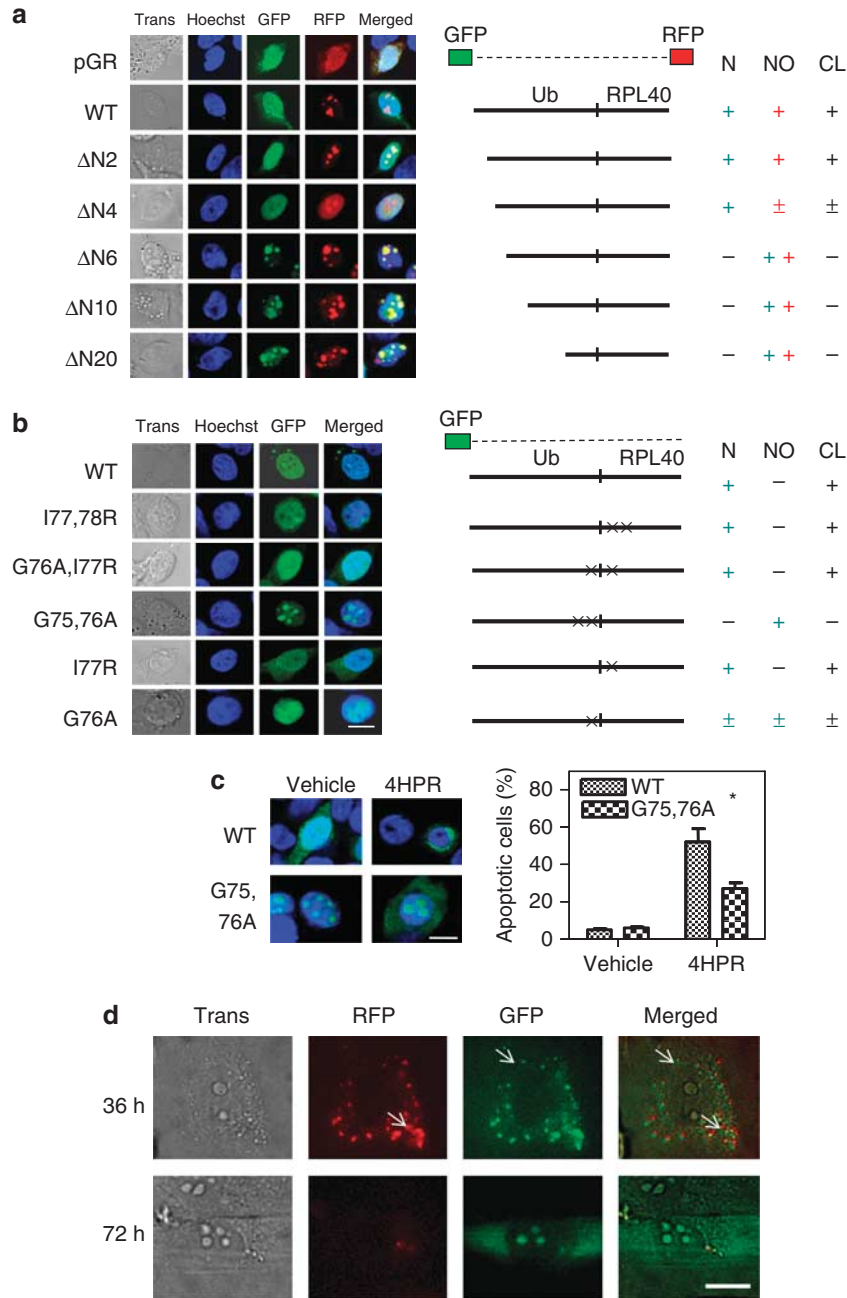 a
Trans Hoechst GFP RFP Merged
pGR
WT
ΔN2
ΔN4
ΔN6
ΔN10
ΔN20
GFP RFP
N NO CL
Ub RPL40
+ + +
+ + +
+ ± ±
− + + −
− + + −
− + + −
b
Trans Hoechst GFP Merged
WT
I77,78R
G76A,I77R
G75,76A
I77R
G76A
GFP
N NO CL
Ub RPL40
+ − +
+ − +
+ − +
− + −
+ − +
± ± ±
c
Vehicle 4HPR
WT
G75,
76A
Apoptotic cells (%)
80
60
40
20
0
WT
G75,76A
*
Vehicle 4HPR
d
Trans RFP GFP Merged
36 h
72 h